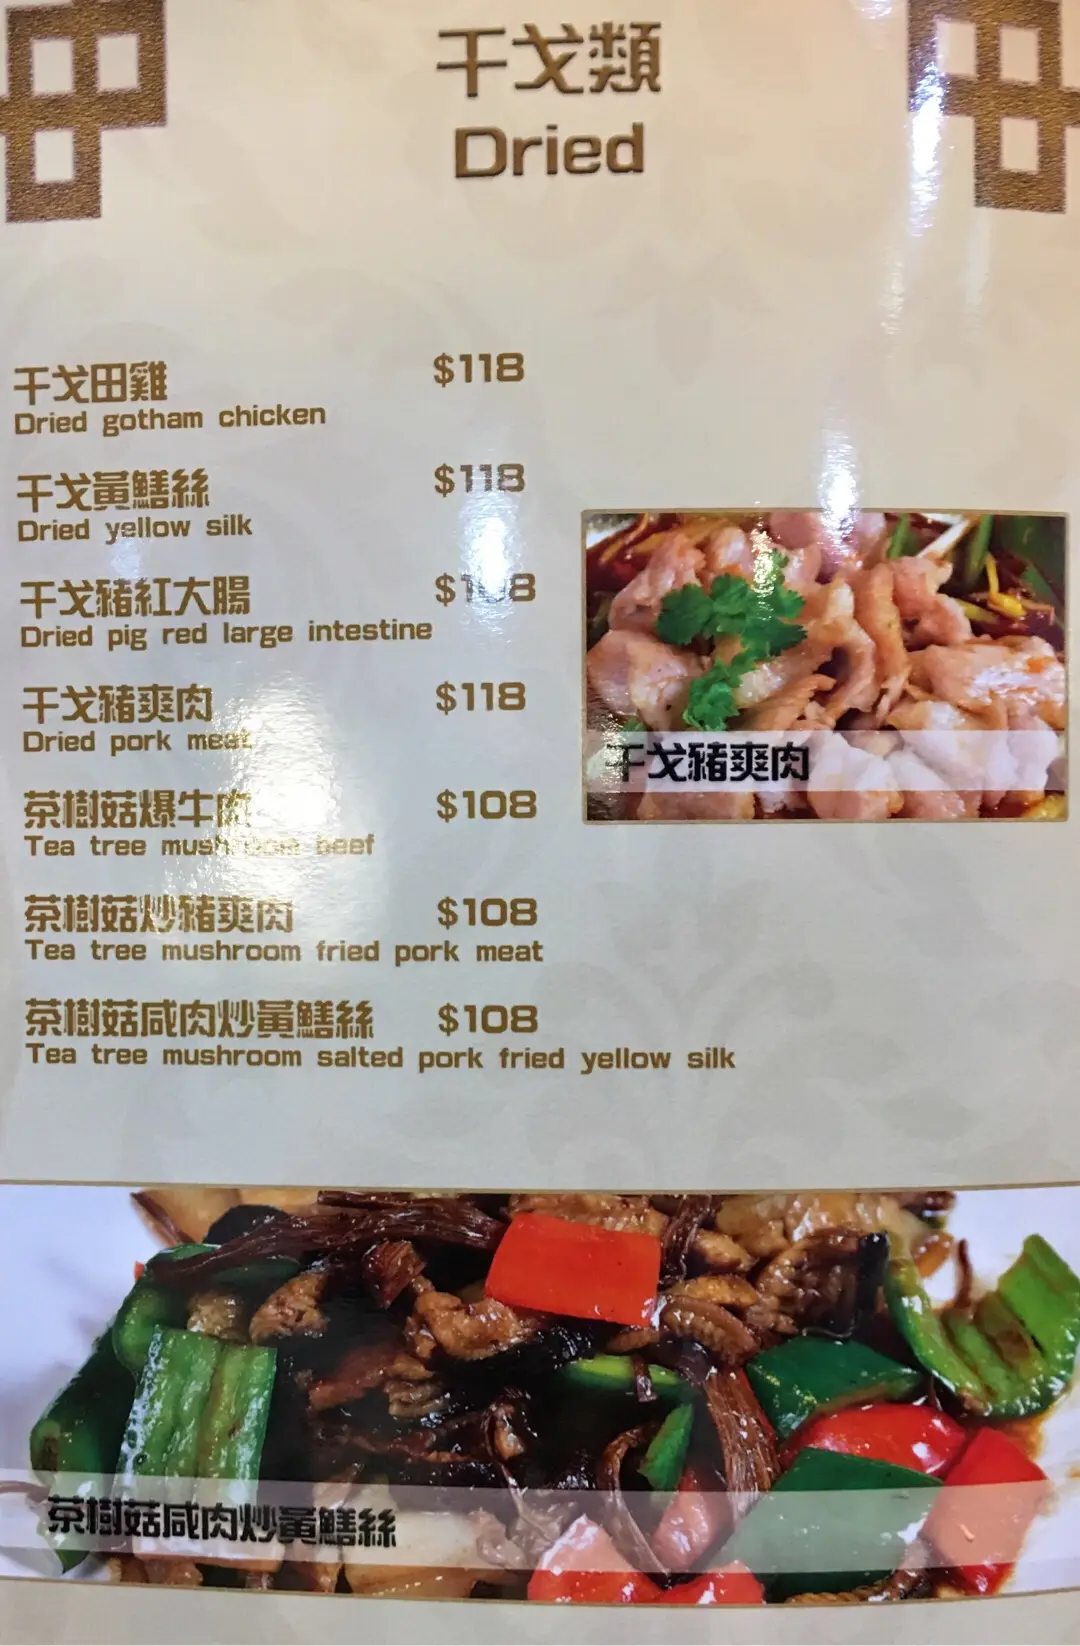 干戈類
Dried
干戈田雞 $118
Dried gotham chicken
干戈黃鱔絲 $118
Dried yellow silk
干戈豬紅大腸 $108
Dried pig red large intestine
干戈豬爽肉 $118
Dried pork meat
干戈豬爽肉
茶樹菇爆牛肉 $108
Tea tree mushroom beef
茶樹菇炒豬爽肉 $108
Tea tree mushroom fried pork meat
茶樹菇咸肉炒黃鱔絲 $108
Tea tree mushroom salted pork fried yellow silk
茶樹菇咸肉炒黃鱔絲